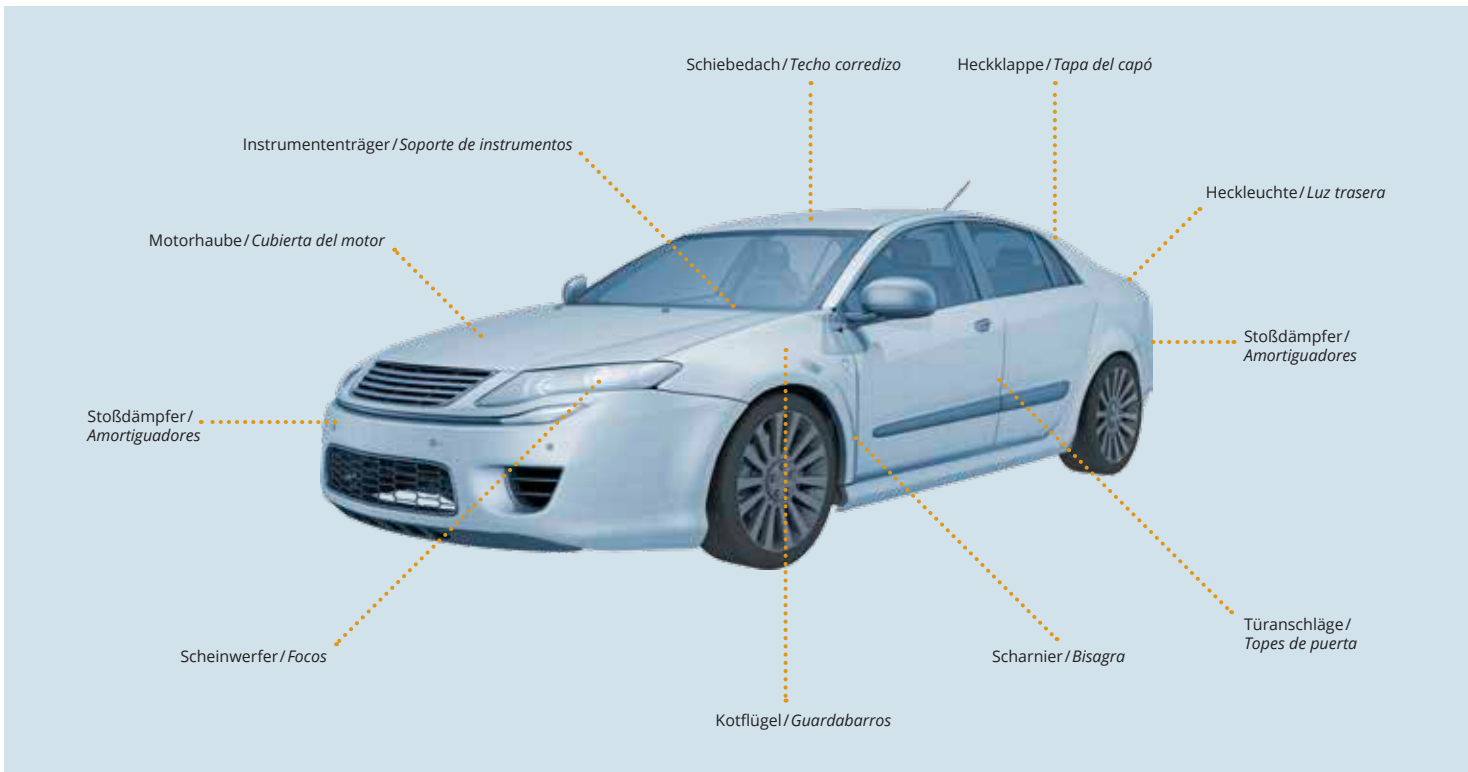 Schiebedach / Techo corredizo
Heckklappe / Tapa del capó
Instrumententräger / Soporte de instrumentos
Heckleuchte / Luz trasera
Motorhaube / Cubierta del motor
Stoßdämpfer /
Amortiguadores
Stoßdämpfer /
Amortiguadores
Türanschläge /
Topes de puerta
Scheinwerfer / Focos
Scharnier / Bisagra
Kotflügel / Guardabarros